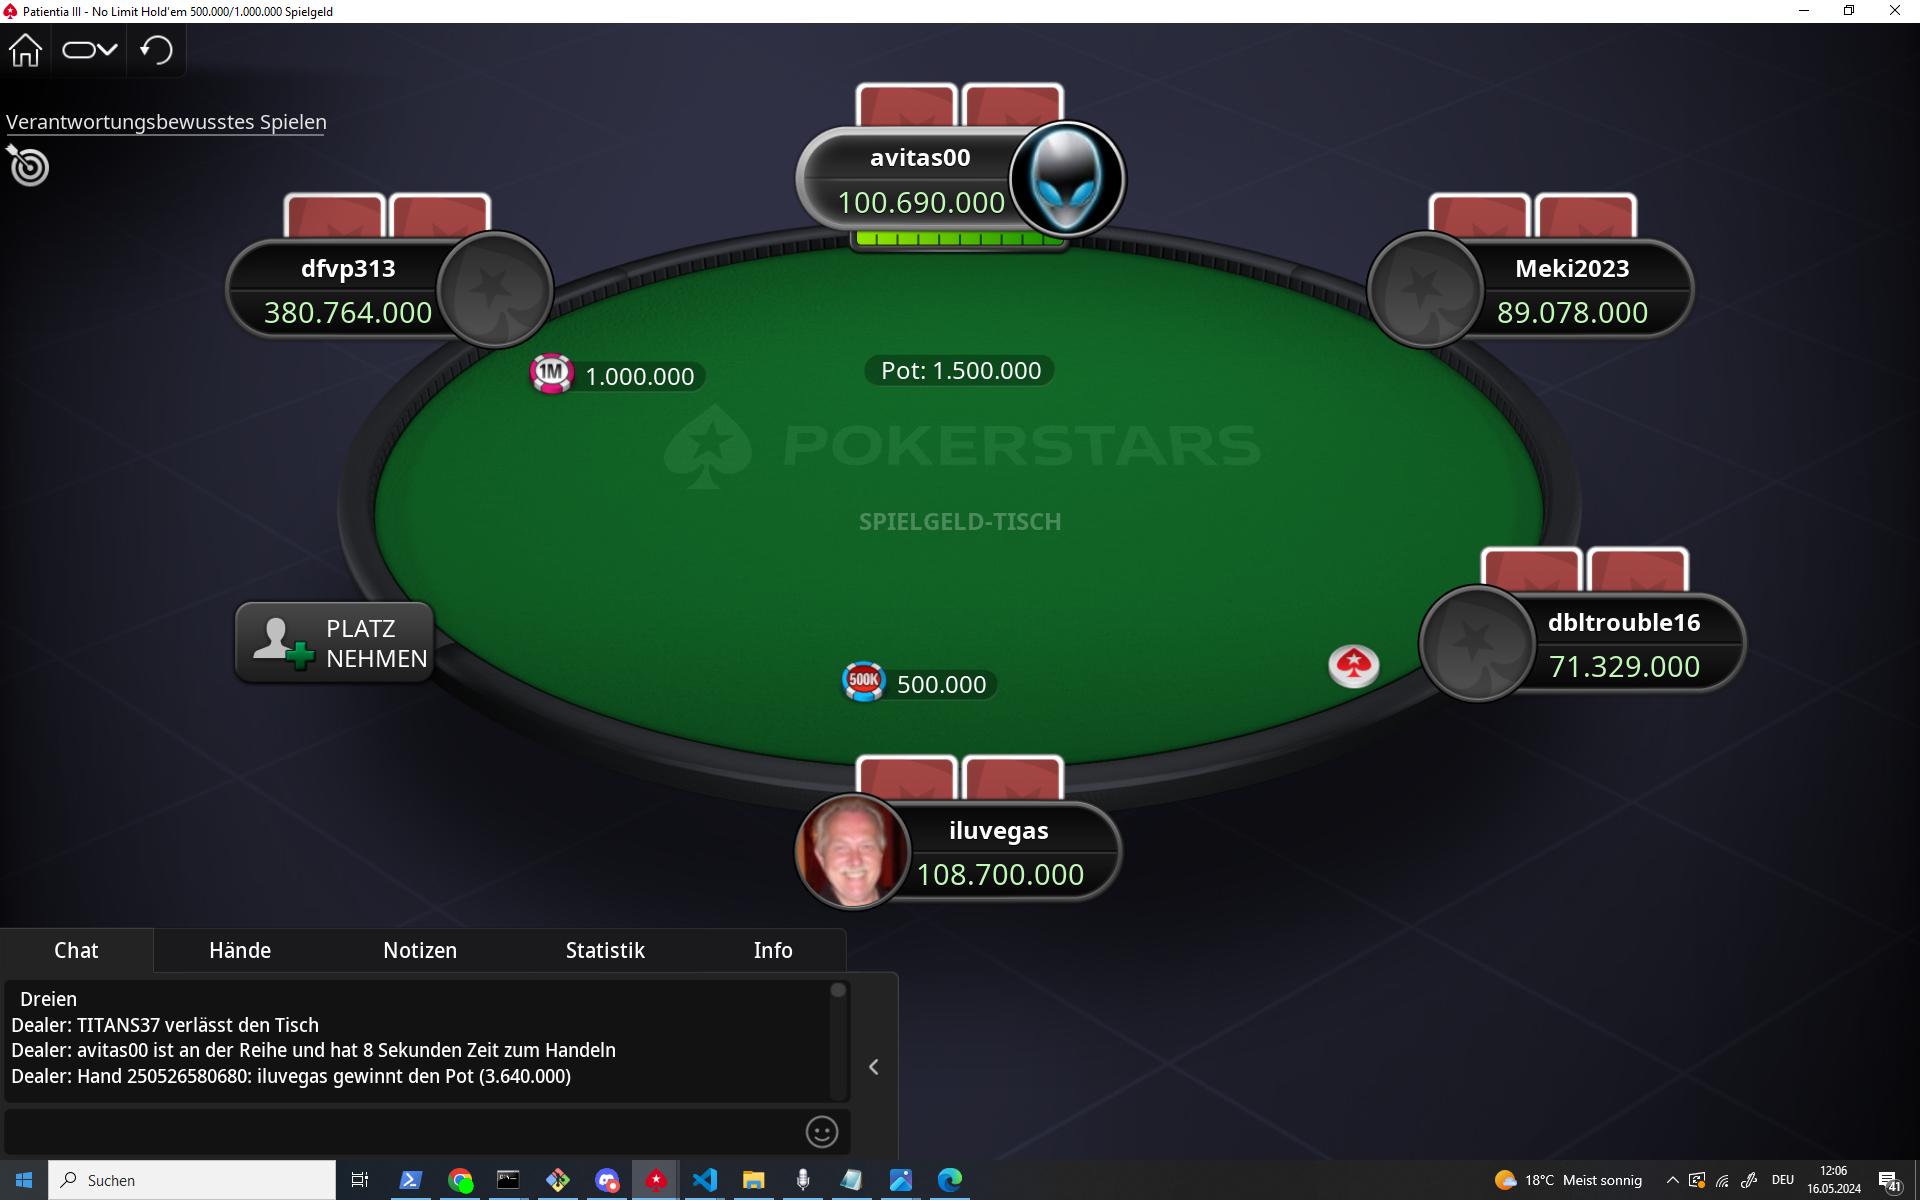 Patientia III - No Limit Hold'em 500.000/1.000.000 Spielgeld
Verantwortungsbewusstes Spielen
avitas00
100.690.000
dfvp313
380.764.000
Meki2023
89.078.000
1M
1.000.000
Pot: 1.500.000
POKERSTARS
SPIELGELD-TISCH
PLATZ
NEHMEN
dbltrouble16
71.329.000
500K
500.000
iluvegas
108.700.000
Chat
Hände
Notizen
Statistik
Info
Dreien
Dealer: TITANS37 verlässt den Tisch
Dealer: avitas00 ist an der Reihe und hat 8 Sekunden Zeit zum Handeln
Dealer: Hand 250526580680: iluvegas gewinnt den Pot (3.640.000)
Suchen
18°C Meist sonnig
DEU
12:06
16.05.2024
41